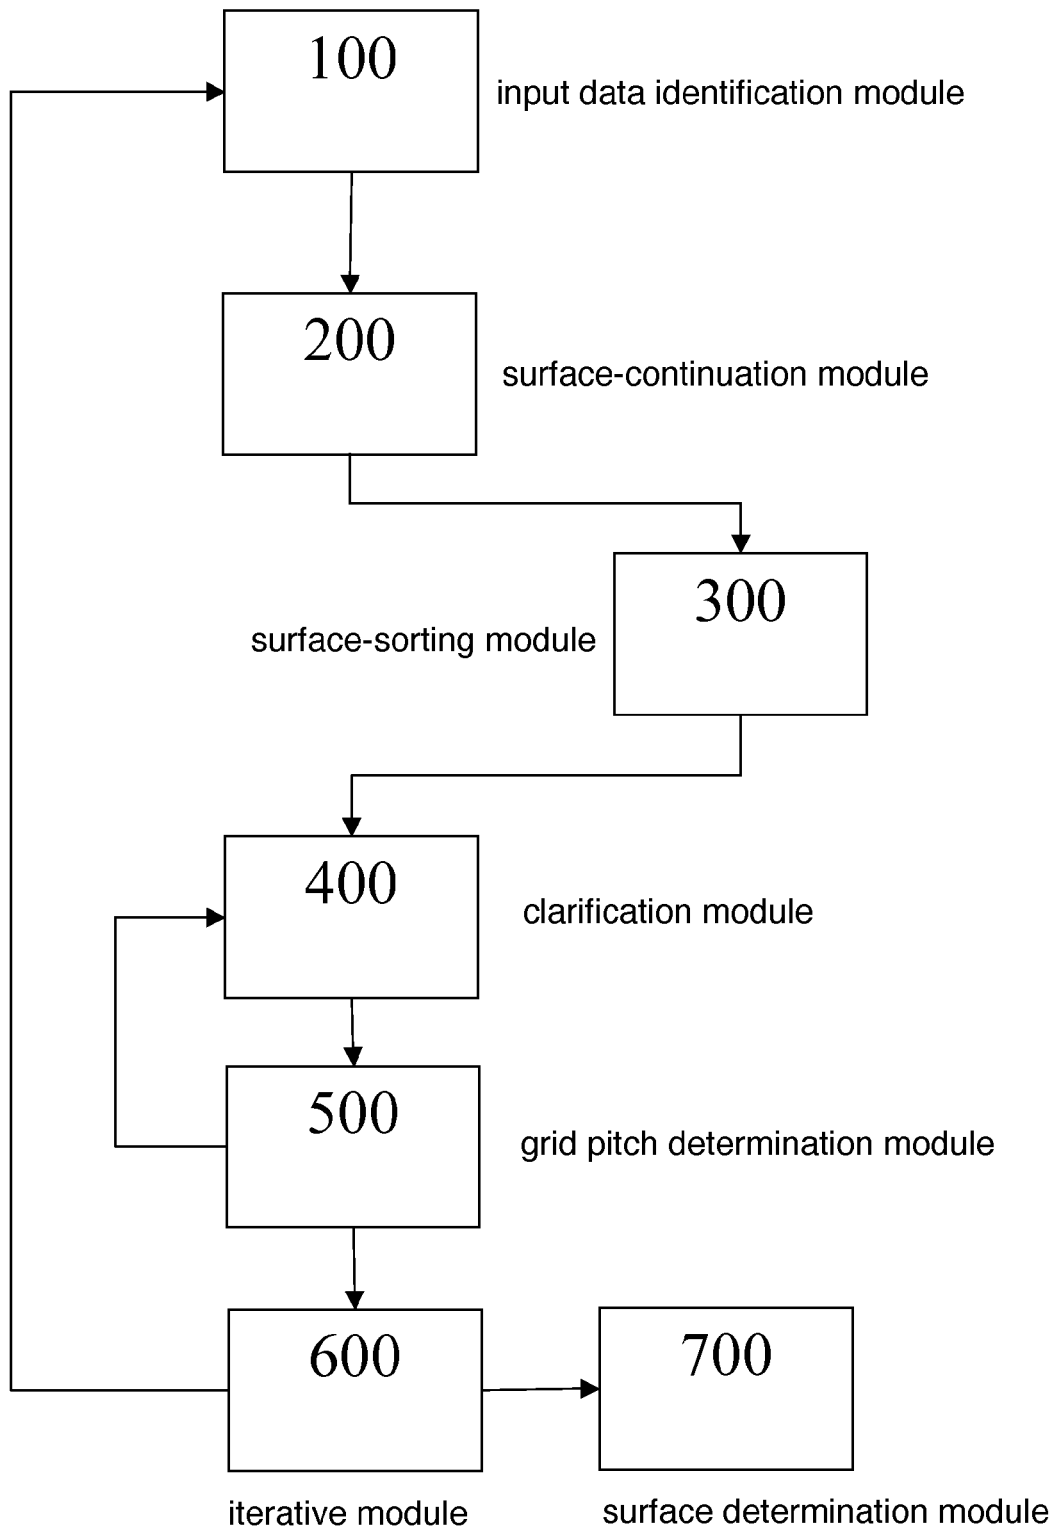 100
input data identification module
200
surface-continuation module
300
surface-sorting module
400
clarification module
500
grid pitch determination module
600
700
iterative module
surface determination module